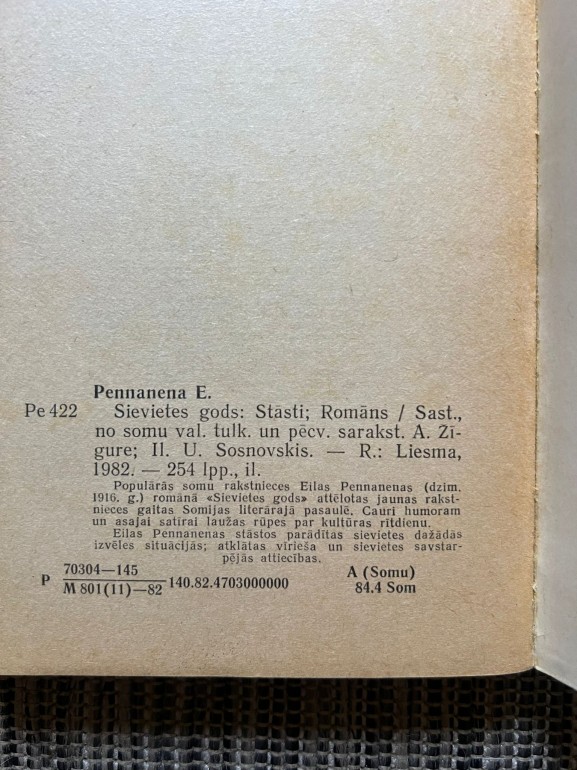 Pennanena E.
Pe 422 Sievietes gods: Stāsti; Romāns / Sast.,
no somu val. tulk. un pēcv. sarakst. A. Žī-
gure; Il. U. Sosnovskis. — R.: Liesma,
1982. — 254 lpp., il.
Populārās somu rakstnieces Eilas Pennanenas (dzim.
1916. g.) romānā «Sievietes gods» attēlotas jaunas rakst-
nieces gaitas Somijas literārajā pasaulē. Cauri humoram
un asajai satīrai laužas rūpes par kultūras rītdienu.
Eilas Pennanenas stāstos parādītas sievietes dažādās
izvēles situācijās; atklātas vīrieša un sievietes savstar-
pējās attiecības.
P 70304—145
M 801(11)—82 140.82.4703000000
A (Somu)
84.4 Som